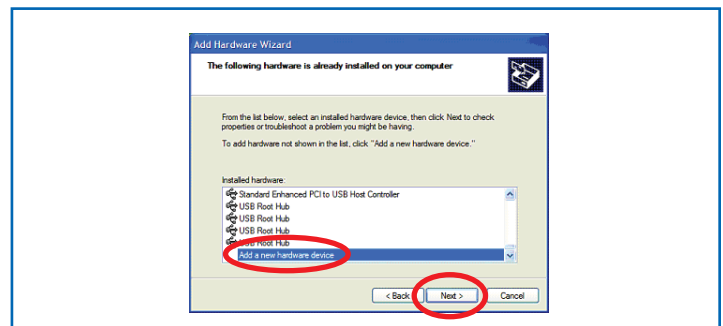 Add Hardware Wizard
The following hardware is already installed on your computer
From the list below, select an installed hardware device, then click Next to check
properties or troubleshoot a problem you might be having.
To add hardware not shown in the list, click "Add a new hardware device."
Installed hardware:
Standard Enhanced PCI to USB Host Controller
USB Root Hub
USB Root Hub
USB Root Hub
USB Root Hub
Add a new hardware device
< Back Next > Cancel